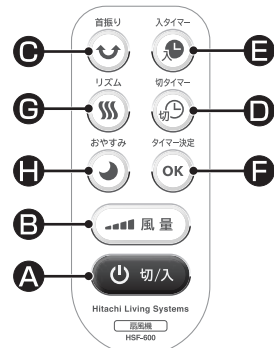 首振り 入タイマー
C 入 E
リズム 切タイマー
G 切 D
おやすみ タイマー決定
H OK F
B 風量
A 切/入
Hitachi Living Systems
扇風機
HSF-600